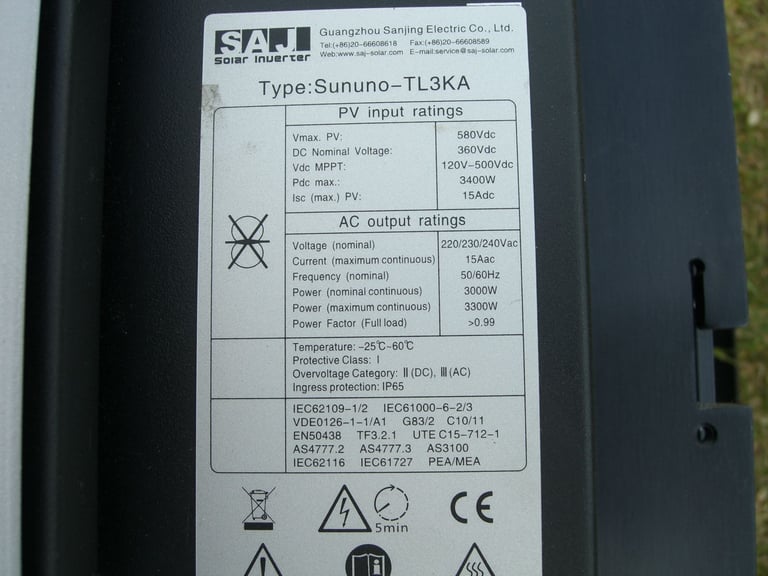 SAJ
Solar Inverter
Guangzhou Sanjing Electric Co., Ltd.
Tel:(+86)20-66608618 Fax:(+86)20-66608589
Web:www.saj-solar.com E-mail:service@saj-solar.com
Type:Sununo-TL3KA
PV input ratings
Vmax. PV: 580Vdc
DC Nominal Voltage: 360Vdc
Vdc MPPT: 120V-500Vdc
Pdc max.: 3400W
Isc (max.) PV: 15Adc
AC output ratings
Voltage (nominal) 220/230/240Vac
Current (maximum continuous) 15Aac
Frequency (nominal) 50/60Hz
Power (nominal continuous) 3000W
Power (maximum continuous) 3300W
Power Factor (Full load) >0.99
Temperature: -25℃~60℃
Protective Class: Ⅰ
Overvoltage Category: Ⅱ(DC), Ⅲ(AC)
Ingress protection: IP65
IEC62109-1/2 IEC61000-6-2/3
VDE0126-1-1/A1 G83/2 C10/11
EN50438 TF3.2.1 UTE C15-712-1
AS4777.2 AS4777.3 AS3100
IEC62116 IEC61727 PEA/MEA
5min
CE